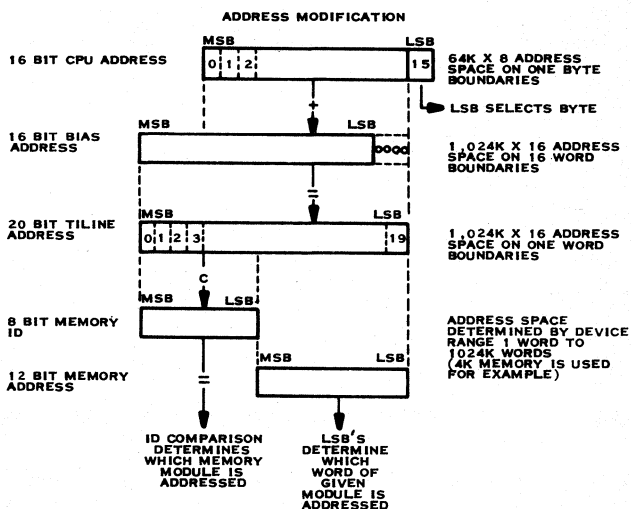 ADDRESS MODIFICATION
MSB LSB
16 BIT CPU ADDRESS
0 1 2 15
64K X 8 ADDRESS
SPACE ON ONE BYTE
BOUNDARIES
LSB SELECTS BYTE
+
MSB LSB
16 BIT BIAS
ADDRESS
0000
1,024K X 16 ADDRESS
SPACE ON 16 WORD
BOUNDARIES
=
20 BIT TILINE
ADDRESS
MSB LSB
0 1 2 3 19
1,024K X 16 ADDRESS
SPACE ON ONE WORD
BOUNDARIES
C
MSB LSB
8 BIT MEMORY
ID
ADDRESS SPACE
DETERMINED BY DEVICE
RANGE 1 WORD TO
1024K WORDS
(4K MEMORY IS USED
FOR EXAMPLE)
MSB LSB
12 BIT MEMORY
ADDRESS
=
ID COMPARISON
DETERMINES
WHICH MEMORY
MODULE IS
ADDRESSED
LSB'S
DETERMINE
WHICH
WORD OF
GIVEN
MODULE IS
ADDRESSED